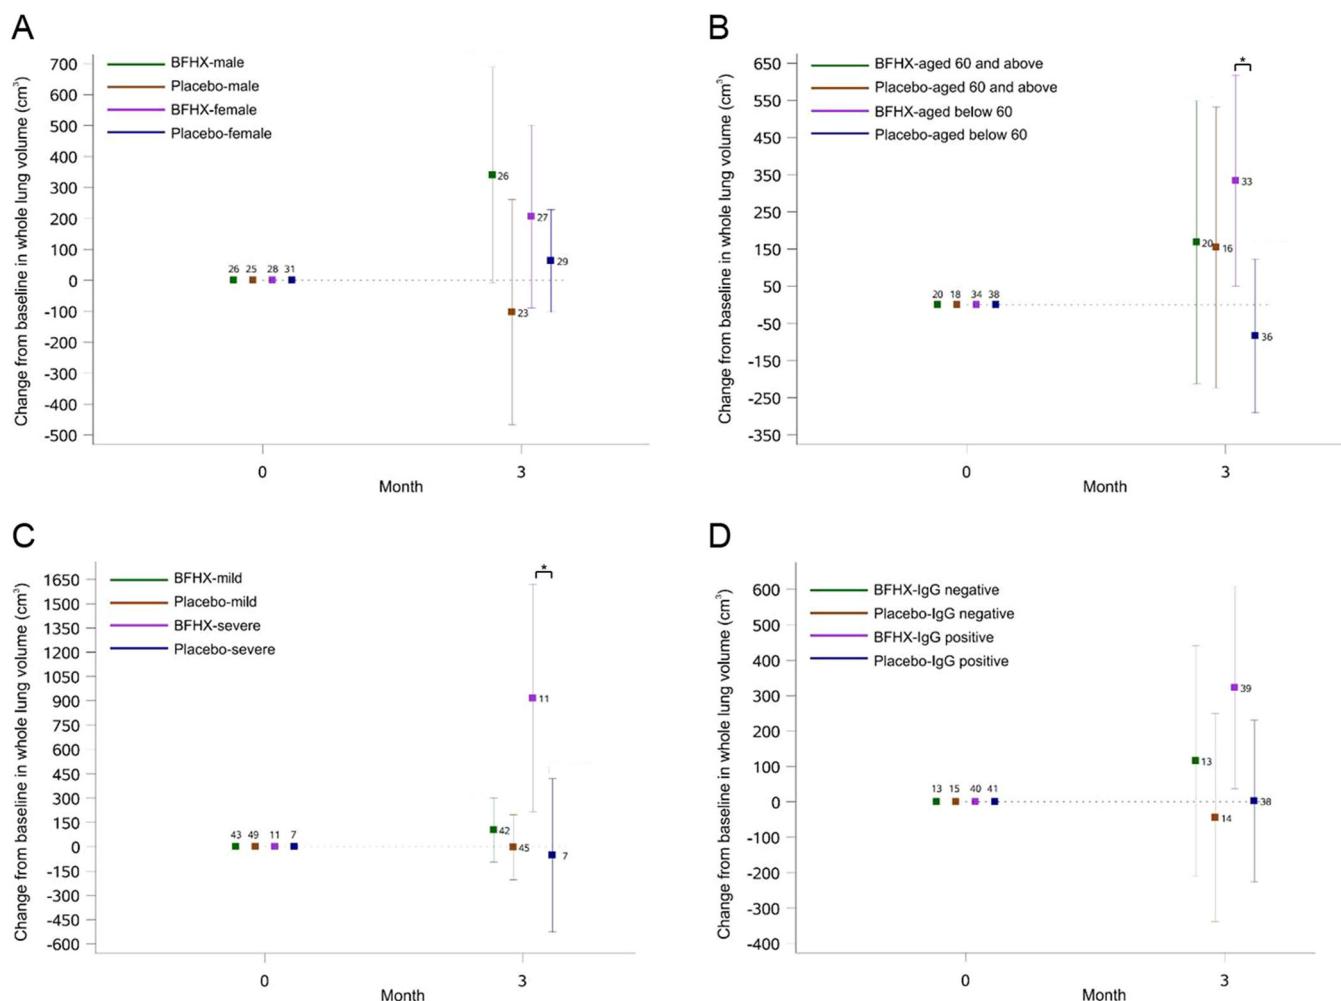 A
Change from baseline in whole lung volume (cm³)
700
600
500
400
300
200
100
0
-100
-200
-300
-400
-500
BFHX-male
Placebo-male
BFHX-female
Placebo-female
26 25 28 31
26
23
27
29
0 3
Month
B
Change from baseline in whole lung volume (cm³)
650
550
450
350
250
150
50
-50
-150
-250
-350
BFHX-aged 60 and above
Placebo-aged 60 and above
BFHX-aged below 60
Placebo-aged below 60
*
20 18 34 38
20
16
33
36
0 3
Month
C
Change from baseline in whole lung volume (cm³)
1650
1500
1350
1200
1050
900
750
600
450
300
150
0
-150
-300
-450
-600
BFHX-mild
Placebo-mild
BFHX-severe
Placebo-severe
*
43 49 11 7
42
45
11
7
0 3
Month
D
Change from baseline in whole lung volume (cm³)
600
500
400
300
200
100
0
-100
-200
-300
-400
BFHX-IgG negative
Placebo-IgG negative
BFHX-IgG positive
Placebo-IgG positive
13 15 40 41
13
14
39
38
0 3
Month